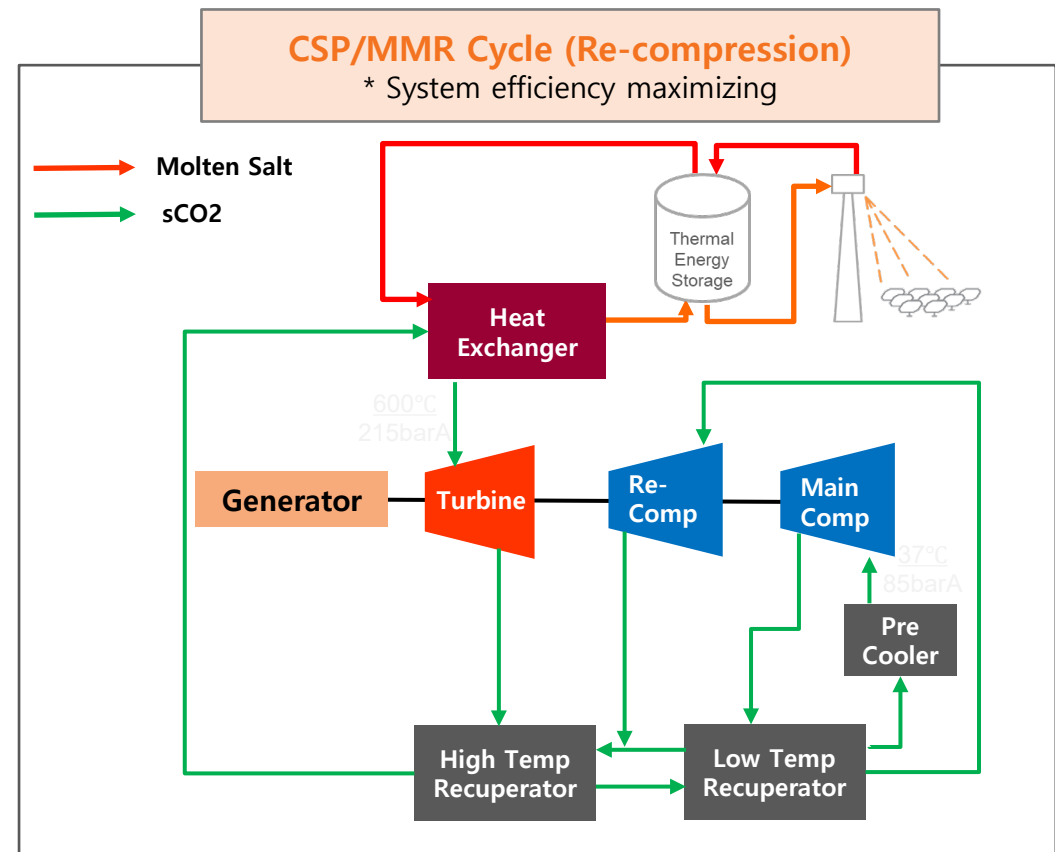 CSP/MMR Cycle (Re-compression)
* System efficiency maximizing
Molten Salt
sCO2
Thermal
Energy
Storage
Heat
Exchanger
600℃
215barA
Generator
Turbine
Re-
Comp
Main
Comp
37℃
85barA
Pre
Cooler
High Temp
Recuperator
Low Temp
Recuperator